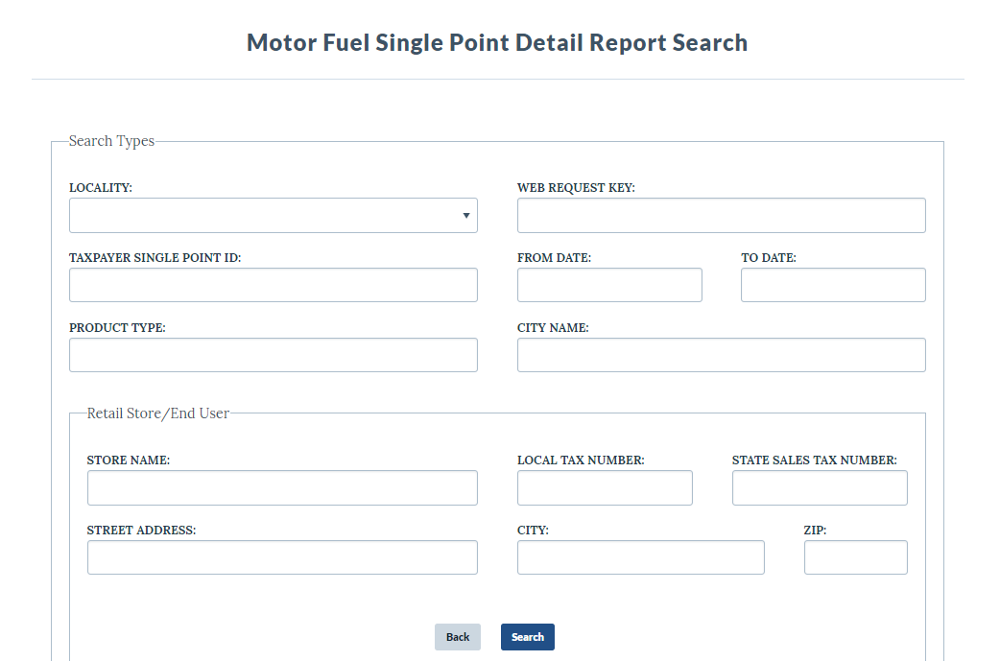 Motor Fuel Single Point Detail Report Search
Search Types
LOCALITY:
WEB REQUEST KEY:
TAXPAYER SINGLE POINT ID:
FROM DATE:
TO DATE:
PRODUCT TYPE:
CITY NAME:
Retail Store/End User
STORE NAME:
LOCAL TAX NUMBER:
STATE SALES TAX NUMBER:
STREET ADDRESS:
CITY:
ZIP:
Back
Search